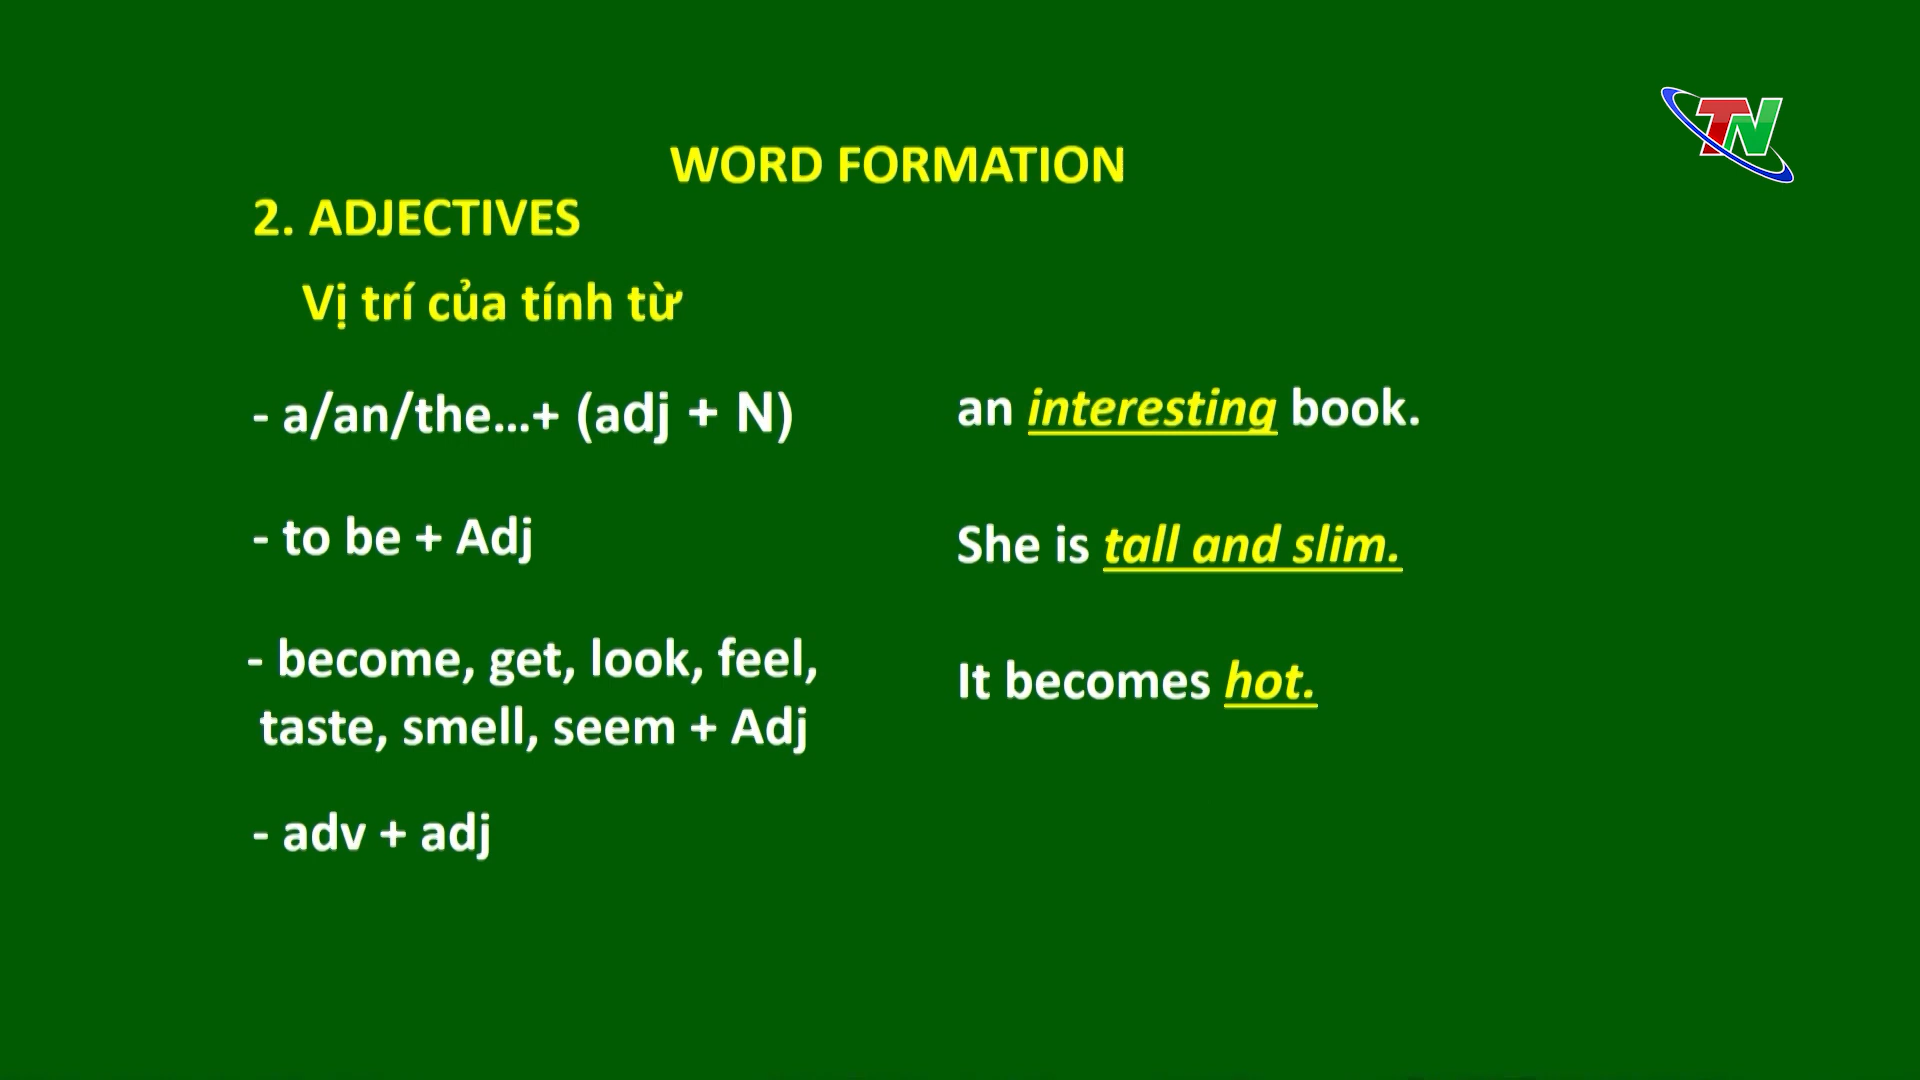 TN
WORD FORMATION
2. ADJECTIVES
Vị trí của tính từ
- a/an/the...+ (adj + N)
an interesting book.
- to be + Adj
She is tall and slim.
- become, get, look, feel,
taste, smell, seem + Adj
It becomes hot.
- adv + adj